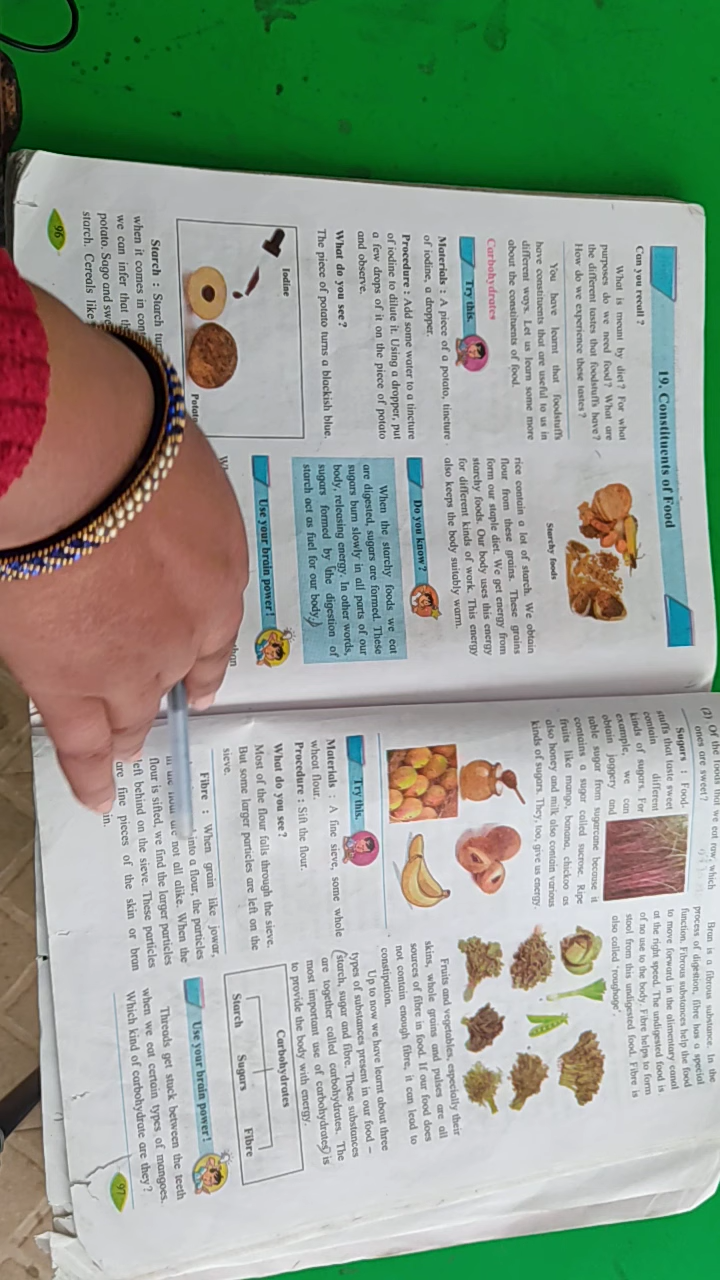 19. Constituents of Food
Can you recall ?
What is meant by diet? For what
purposes do we need food? What are
the different tastes that foodstuffs have?
How do we experience these tastes?
You have learnt that foodstuffs
have constituents that are useful to us in
different ways. Let us learn some more
about the constituents of food.
Carbohydrates
Try this.
Materials : A piece of a potato, tincture
of iodine, a dropper.
Procedure : Add some water to a tincture
of iodine to dilute it. Using a dropper, put
a few drops of it on the piece of potato
and observe.
What do you see ?
The piece of potato turns a blackish blue.
Iodine
Potato
Starch : Starch
when it comes in
we can infer that
potato. Sago and
starch. Cereals like
96
Starchy foods
rice contain a lot of starch. We obtain
flour from these grains. These grains
form our staple diet. We get energy from
starchy foods. Our body uses this energy
for different kinds of work. This energy
also keeps the body suitably warm.
Do you know ?
When the starchy foods we eat
are digested, sugars are formed. These
sugars burn slowly in all parts of our
body, releasing energy. In other words,
sugars formed by the digestion of
starch act as fuel for our body.
Use your brain power !
(2) Of the foods that we eat raw, which
ones are sweet?
Sugars : Food-
stuffs that taste sweet
contain different
kinds of sugars. For
example, we can
obtain jaggery and
table sugar from sugarcane because it
contains a sugar called sucrose. Ripe
fruits like mango, banana, chickoo as
also honey and milk also contain various
kinds of sugars. They, too, give us energy.
Try this.
Materials : A fine sieve, some whole
wheat flour.
Procedure : Sift the flour.
What do you see ?
Most of the flour falls through the sieve.
But some larger particles are left on the
sieve.
Fibre : When grain like jowar,
into a flour, the particles
not all alike. When the
flour is sifted, we find the larger particles
left behind on the sieve. These particles
are fine pieces of the skin or bran
Bran is a fibrous substance. In the
process of digestion, fibre has a special
function. Fibrous substances help the food
to move forward in the alimentary canal
at the right speed. The undigested food is
of no use to the body. Fibre helps to form
stool from this undigested food. Fibre is
also called 'roughage'.
Fruits and vegetables, especially their
skins, whole grains and pulses are all
sources of fibre in food. If our food does
not contain enough fibre, it can lead to
constipation.
Up to now we have learnt about three
types of substances present in our food –
starch, sugar and fibre. These substances
are together called carbohydrates. The
most important use of carbohydrates is
to provide the body with energy.
Carbohydrates
Starch Sugars Fibre
Use your brain power !
Threads get stuck between the teeth
when we eat certain types of mangoes.
Which kind of carbohydrate are they?
97